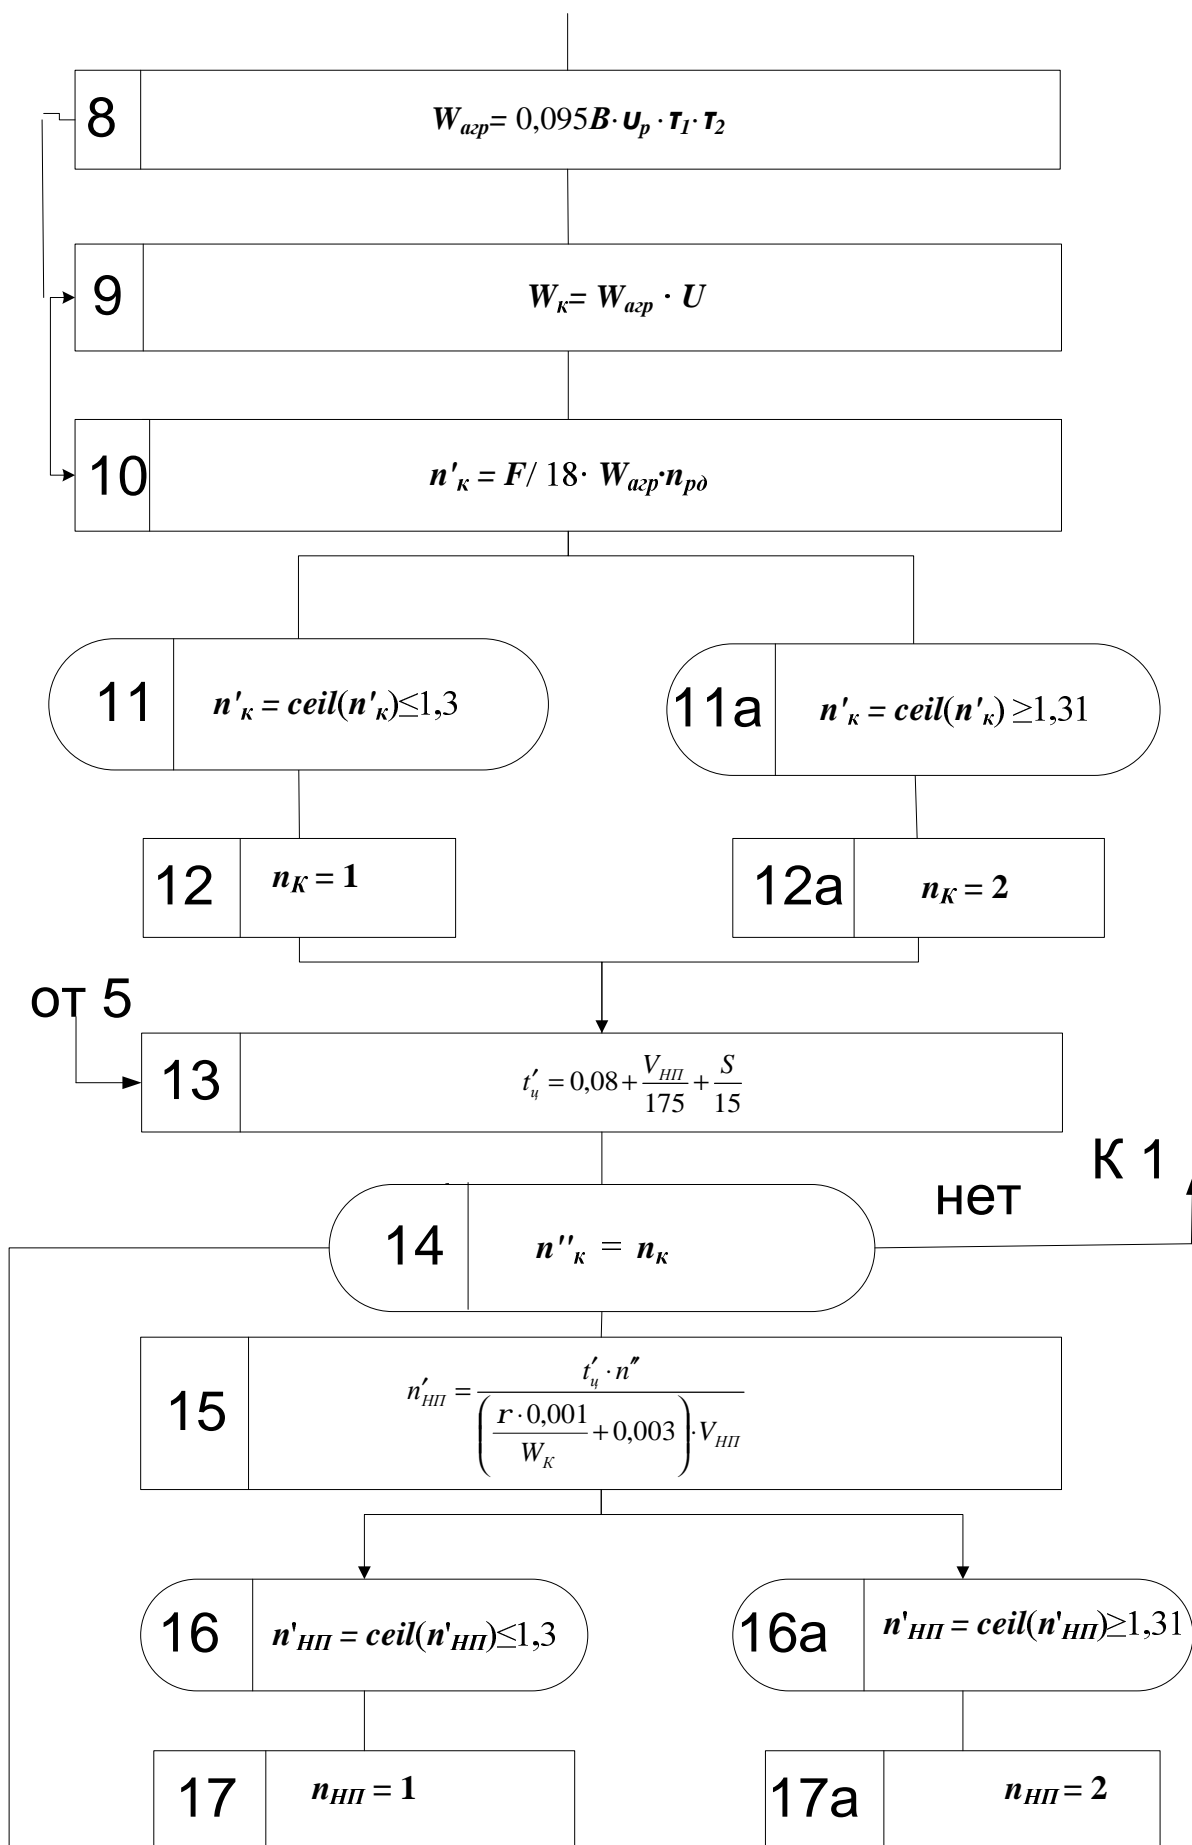 8 W_агр= 0,095B·υ_р · τ_1· τ_2
9 W_к= W_агр · U
10 n'_к = F/ 18· W_агр·n_рд
11 n'_к = ceil(n'_к)≤1,3
11а n'_к = ceil(n'_к) ≥1,31
12 n_К = 1
12а n_К = 2
от 5
13 t'_ц = 0,08 + V_НП/175 + S/15
К 1
нет
14 n''_к = n_к
15 n'_НП = t'_ц · n'' / ((r · 0,001 / W_К + 0,003) · V_НП)
16 n'_НП = ceil(n'_НП)≤1,3
16а n'_НП = ceil(n'_НП)≥1,31
17 n_НП = 1
17а n_НП = 2